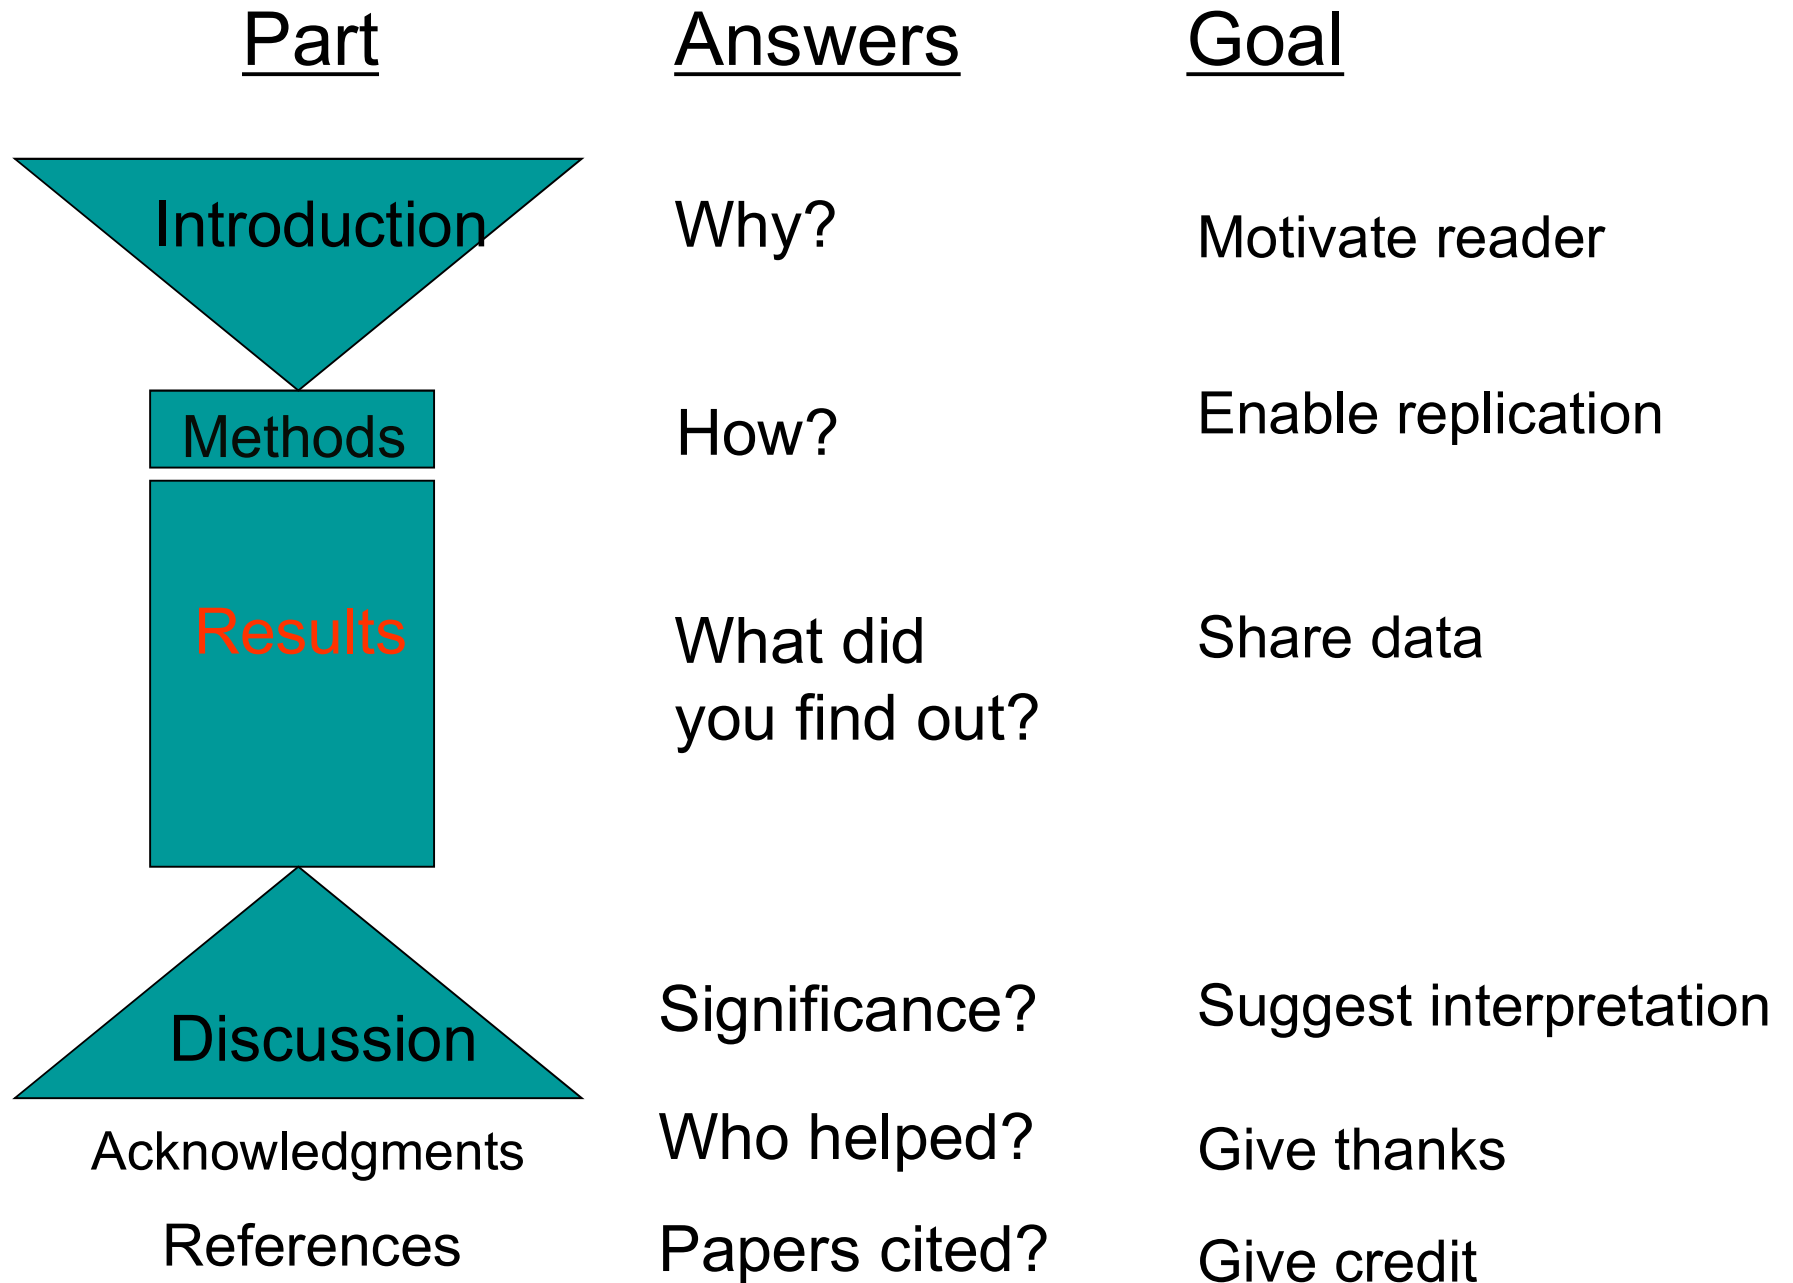 Part Answers Goal
Introduction Why? Motivate reader
Methods How? Enable replication
Results What did Share data
you find out?
Discussion Significance? Suggest interpretation
Acknowledgments Who helped? Give thanks
References Papers cited? Give credit